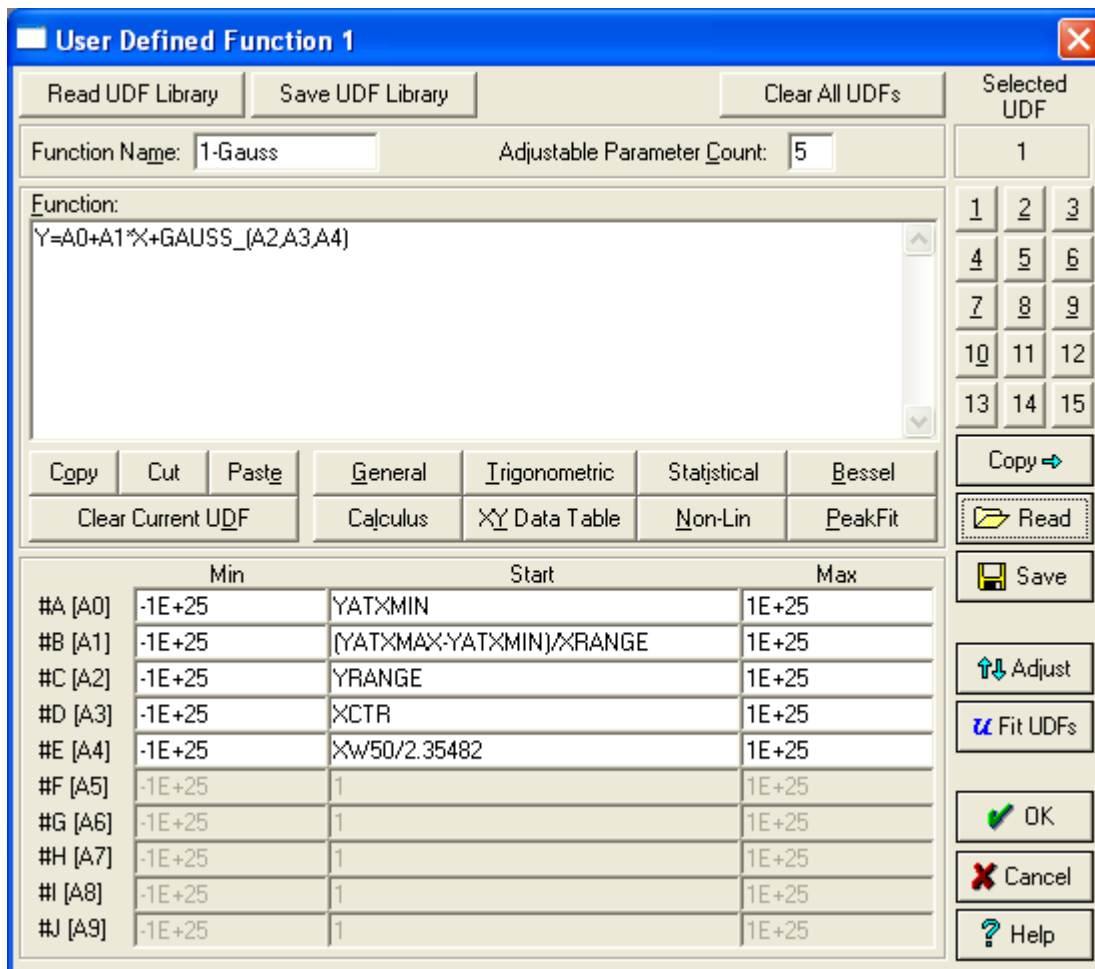 User Defined Function 1
Read UDF Library Save UDF Library Clear All UDFs Selected UDF
Function Name: 1-Gauss Adjustable Parameter Count: 5 1
Function:
Y=A0+A1*X+GAUSS_(A2,A3,A4)
1 2 3
4 5 6
7 8 9
10 11 12
13 14 15
Copy Cut Paste General Trigonometric Statistical Bessel Copy
Clear Current UDF Calculus XY Data Table Non-Lin PeakFit Read
Min Start Max Save
#A [A0] -1E+25 YATXMIN 1E+25
#B [A1] -1E+25 (YATXMAX-YATXMIN)/XRANGE 1E+25
#C [A2] -1E+25 YRANGE 1E+25 Adjust
#D [A3] -1E+25 XCTR 1E+25 u Fit UDFs
#E [A4] -1E+25 XW50/2.35482 1E+25
#F [A5] -1E+25 1 1E+25
#G [A6] -1E+25 1 1E+25 OK
#H [A7] -1E+25 1 1E+25
#I [A8] -1E+25 1 1E+25 Cancel
#J [A9] -1E+25 1 1E+25 ? Help